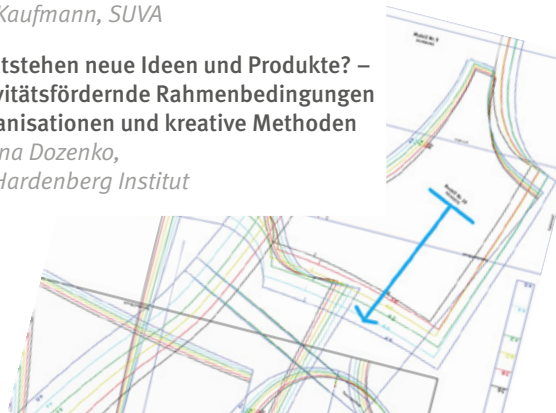 Kaufmann, SUVA
tstehen neue Ideen und Produkte? –
vitätsfördernde Rahmenbedingungen
anisationen und kreative Methoden
na Dozenko,
Hardenberg Institut